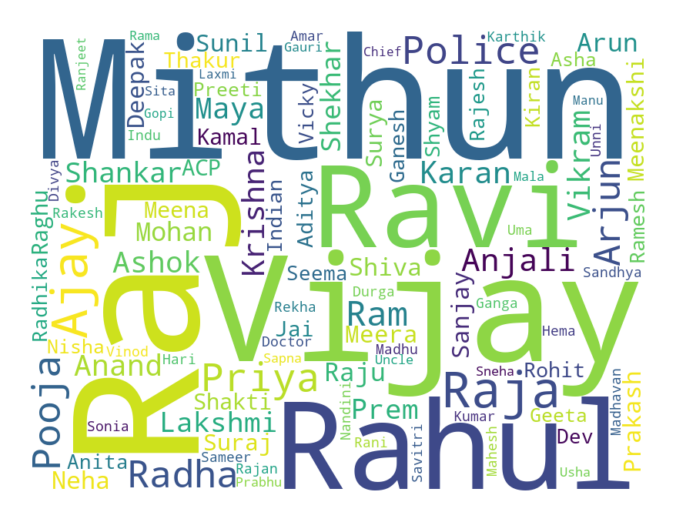 Mithun
Vijay
Raj
Rahul
Ravi
Ranjeet
Rama
Sunil
Amar
Gauri
Chief
Police
Karthik
Arun
Deepak
Thakur
Laxmi
Preeti
Maya
Sita
Gopi
Indu
Kamal
Vicky
Shekhar
Surya
Ganesh
Shyam
Rajesh
Kiran
Asha
Manu
Unni
Meenakshi
Divya
Shankar
ACP
Krishna
Indian
Aditya
Karan
Mala
Vikram
Arjun
Ramesh
Rakesh
Raghu
Radhika
Ajay
Meena
Mohan
Ashok
Uma
Anjali
Sandhya
Seema
Shiva
Durga
Rekha
Jai
Ram
Meera
Madhu
Doctor
Sanjay
Ganga
Hema
Nisha
Vinod
Hari
Anand
Priya
Sapna
Uncle
Raju
Raja
Sneha
Rohit
Madhavan
Pooja
Sonia
Shakti
Lakshmi
Nandini
Prem
Kumar
Geeta
Prakash
Suraj
Rani
Savitri
Dev
Anita
Neha
Radha
Sameer
Rajan
Prabhu
Mahesh
Usha